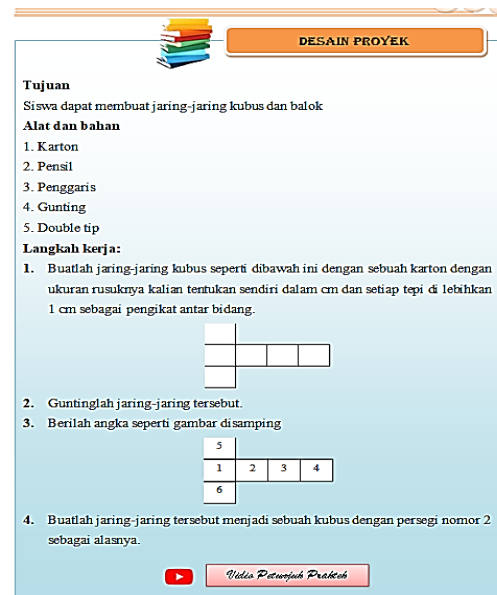 DESAIN PROYEK
Tujuan
Siswa dapat membuat jaring-jaring kubus dan balok
Alat dan bahan
1. Karton
2. Pensil
3. Penggaris
4. Gunting
5. Double tip
Langkah kerja:
1. Buatlah jaring-jaring kubus seperti dibawah ini dengan sebuah karton dengan
ukuran rusuknya kalian tentukan sendiri dalam cm dan setiap tepi di lebihkan
1 cm sebagai pengikat antar bidang.
2. Guntinglah jaring-jaring tersebut.
3. Berilah angka seperti gambar disamping
5
1 2 3 4
6
4. Buatlah jaring-jaring tersebut menjadi sebuah kubus dengan persegi nomor 2
sebagai alasnya.
Vidio Petunjuk Praktek